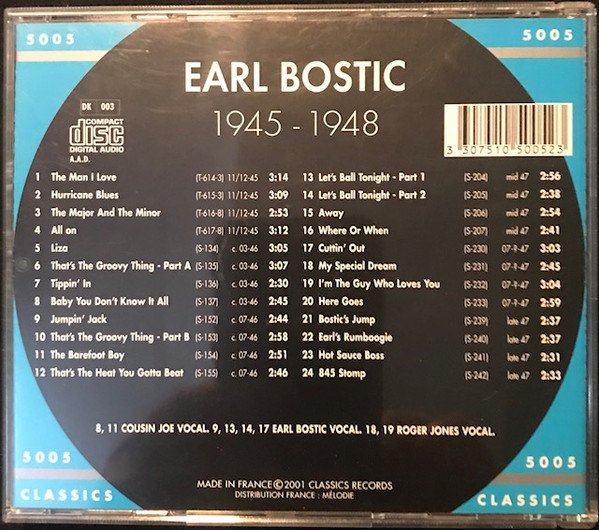 5005 5005
EARL BOSTIC
1945 - 1948
DK 003
COMPACT
disc
DIGITAL AUDIO
A.A.D.
3 307510 500523
1 The Man I Love (T-614-3) 11/12-45 3:14
2 Hurricane Blues (T-615-3) 11/12-45 3:09
3 The Major And The Minor (T-616-8) 11/12-45 2:53
4 All on (T-617-8) 11/12-45 3:12
5 Liza (S-134) c. 03-46 3:05
6 That's The Groovy Thing - Part A (S-135) c. 03-46 3:07
7 Tippin' In (S-136) c. 03-46 2:30
8 Baby You Don't Know It All (S-137) c. 03-46 2:45
9 Jumpin' Jack (S-152) c. 07-46 2:44
10 That's The Groovy Thing - Part B (S-153) c. 07-46 2:58
11 The Barefoot Boy (S-154) c. 07-46 2:51
12 That's The Heat You Gotta Beat (S-155) c. 07-46 2:46
13 Let's Ball Tonight - Part 1 (S-204) mid 47 2:56
14 Let's Ball Tonight - Part 2 (S-205) mid 47 2:38
15 Away (S-206) mid 47 2:54
16 Where Or When (S-207) mid 47 2:41
17 Cuttin' Out (S-230) 07-?-47 3:03
18 My Special Dream (S-231) 07-?-47 2:45
19 I'm The Guy Who Loves You (S-232) 07-?-47 3:04
20 Here Goes (S-233) 07-?-47 2:59
21 Bostic's Jump (S-239) late 47 2:37
22 Earl's Rumboogie (S-240) late 47 2:37
23 Hot Sauce Boss (S-241) late 47 2:31
24 845 Stomp (S-242) late 47 2:33
8, 11 COUSIN JOE VOCAL. 9, 13, 14, 17 EARL BOSTIC VOCAL. 18, 19 ROGER JONES VOCAL.
5005 5005
CLASSICS CLASSICS
MADE IN FRANCE©2001 CLASSICS RECORDS
DISTRIBUTION FRANCE : MÉLODIE